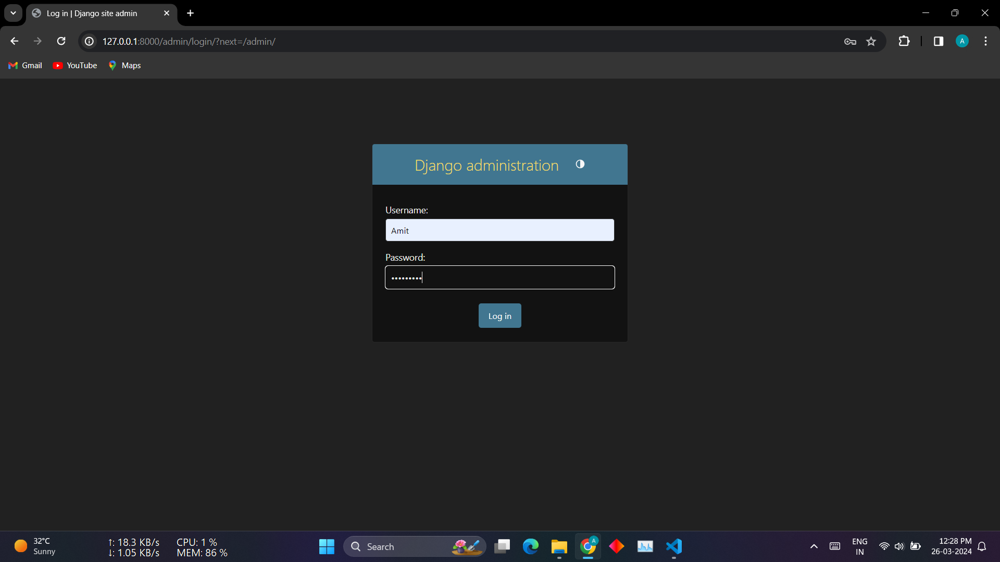 Log in | Django site admin
127.0.0.1:8000/admin/login/?next=/admin/
A
Gmail
YouTube
Maps
Django administration
Username:
Amit
Password:
•••••••••
Log in
32°C
Sunny
↑: 18.3 KB/s
↓: 1.05 KB/s
CPU: 1 %
MEM: 86 %
Search
A
ENG
IN
12:28 PM
26-03-2024